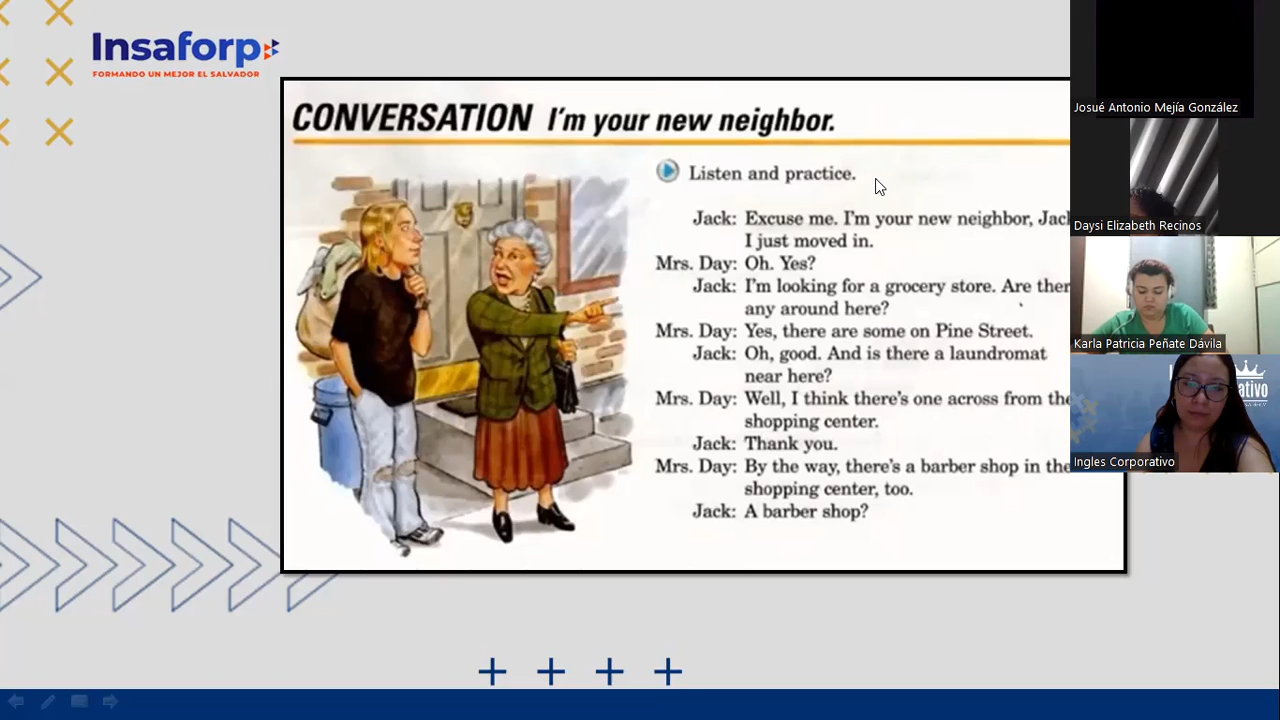 Insaforp
FORMANDO UN MEJOR EL SALVADOR
CONVERSATION I'm your new neighbor.
Listen and practice.
Jack: Excuse me. I'm your new neighbor,
I just moved in.
Mrs. Day: Oh. Yes?
Jack: I'm looking for a grocery store. Are
any around here?
Mrs. Day: Yes, there are some on Pine Street.
Jack: Oh, good. And is there a laundromat
near here?
Mrs. Day: Well, I think there's one across from the
shopping center.
Jack: Thank you.
Mrs. Day: By the way, there's a barber shop in the
shopping center, too.
Jack: A barber shop?
Josué Antonio Mejía González
Daysi Elizabeth Recinos
Karla Patricia Peñate Dávila
Ingles Corporativo